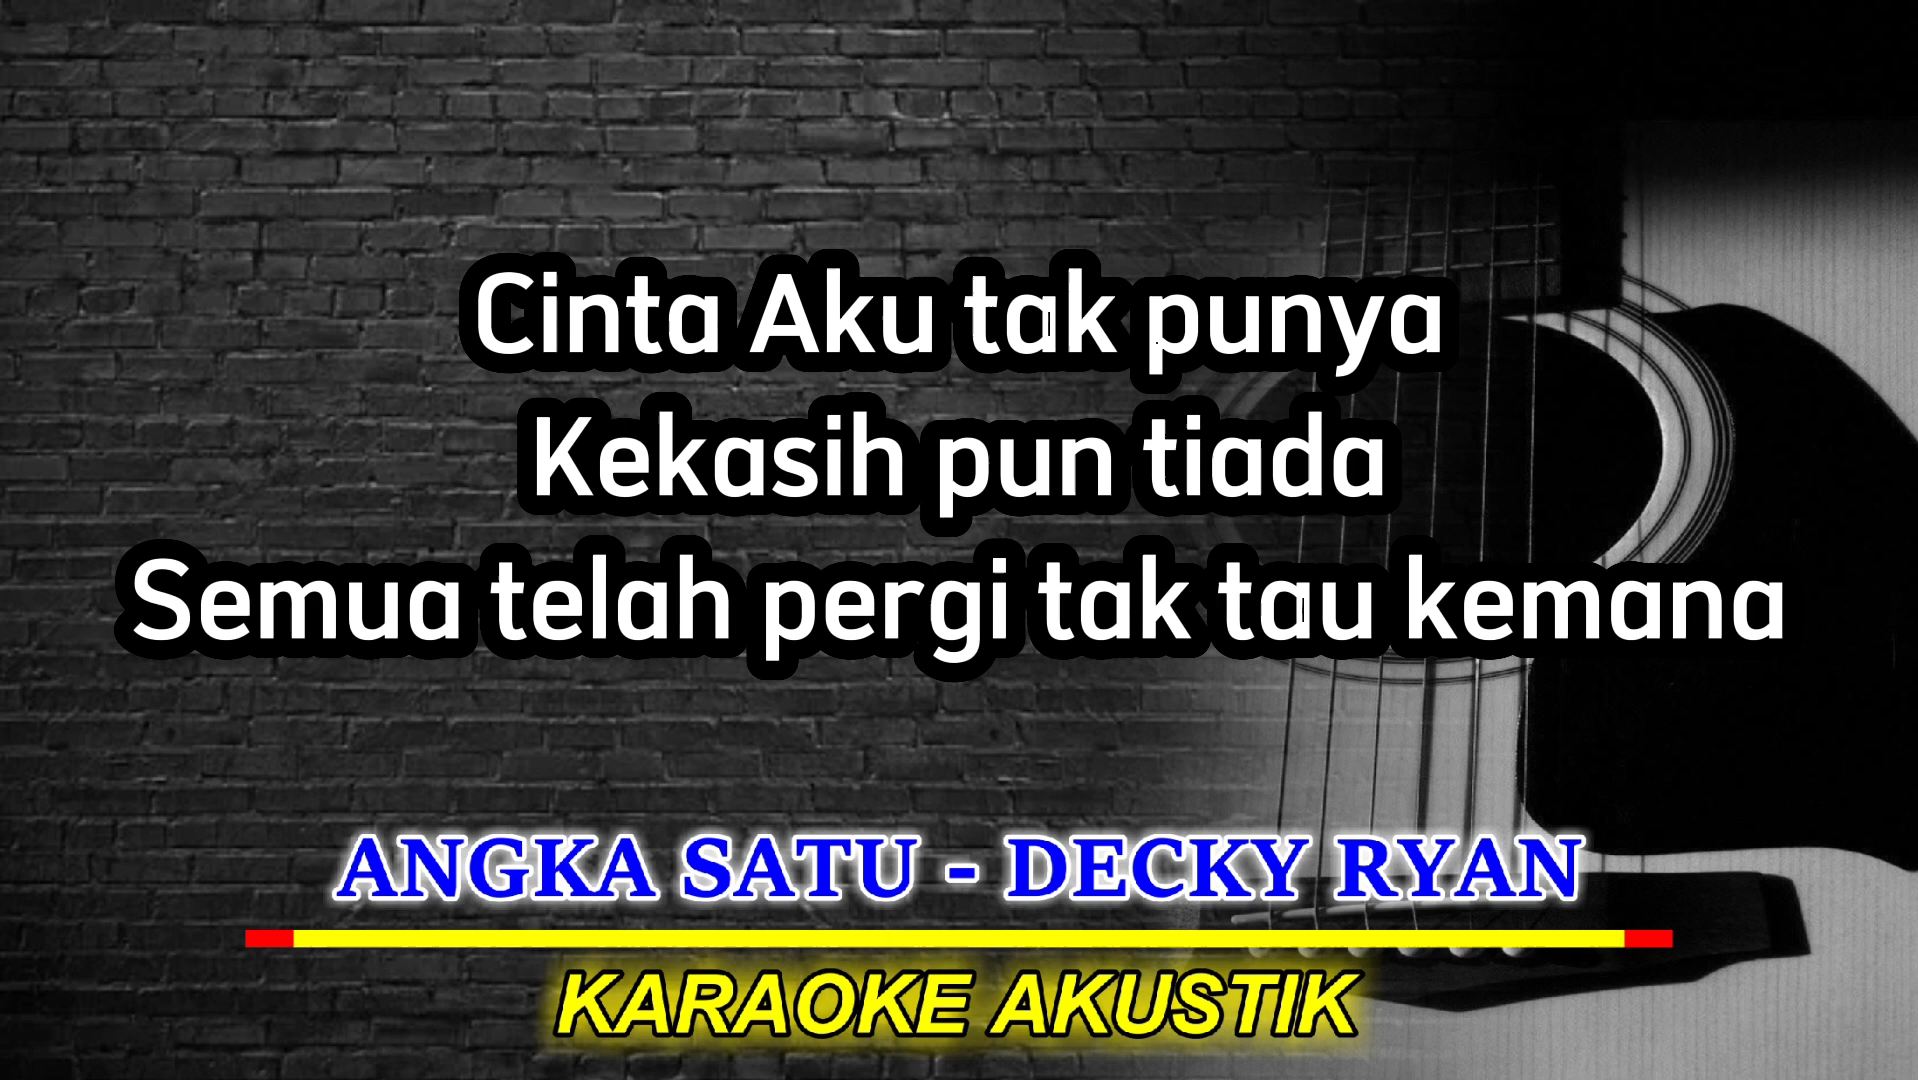 Cinta Aku tak punya
Kekasih pun tiada
Semua telah pergi tak tau kemana
ANGKA SATU - DECKY RYAN
KARAOKE AKUSTIK